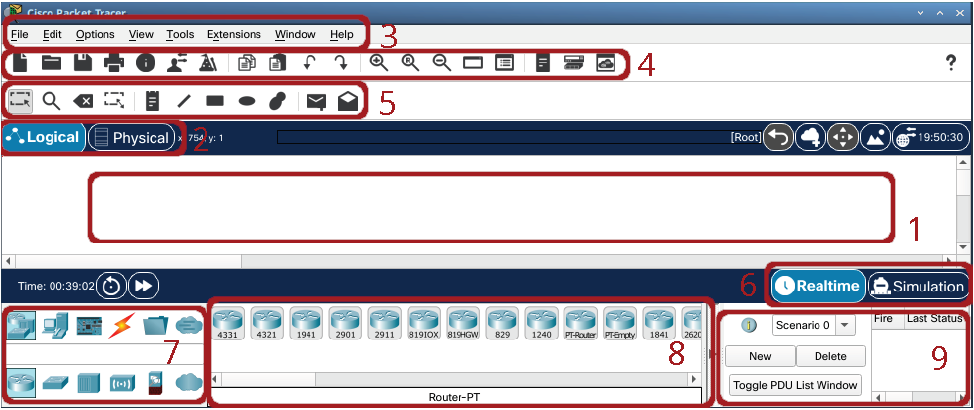 Cisco Packet Tracer
File Edit Options View Tools Extensions Window Help 3
4
5
Logical Physical x: 754, y: 1 2 [Root] 19:50:30
1
Time: 00:39:02 6 Realtime Simulation
4331 4321 1941 2901 2911 819IOX 819HGW 829 1240 PT-Router PT-Empty 1841 2620
7 8
Scenario 0 Fire Last Status
New Delete 9
Toggle PDU List Window
Router-PT